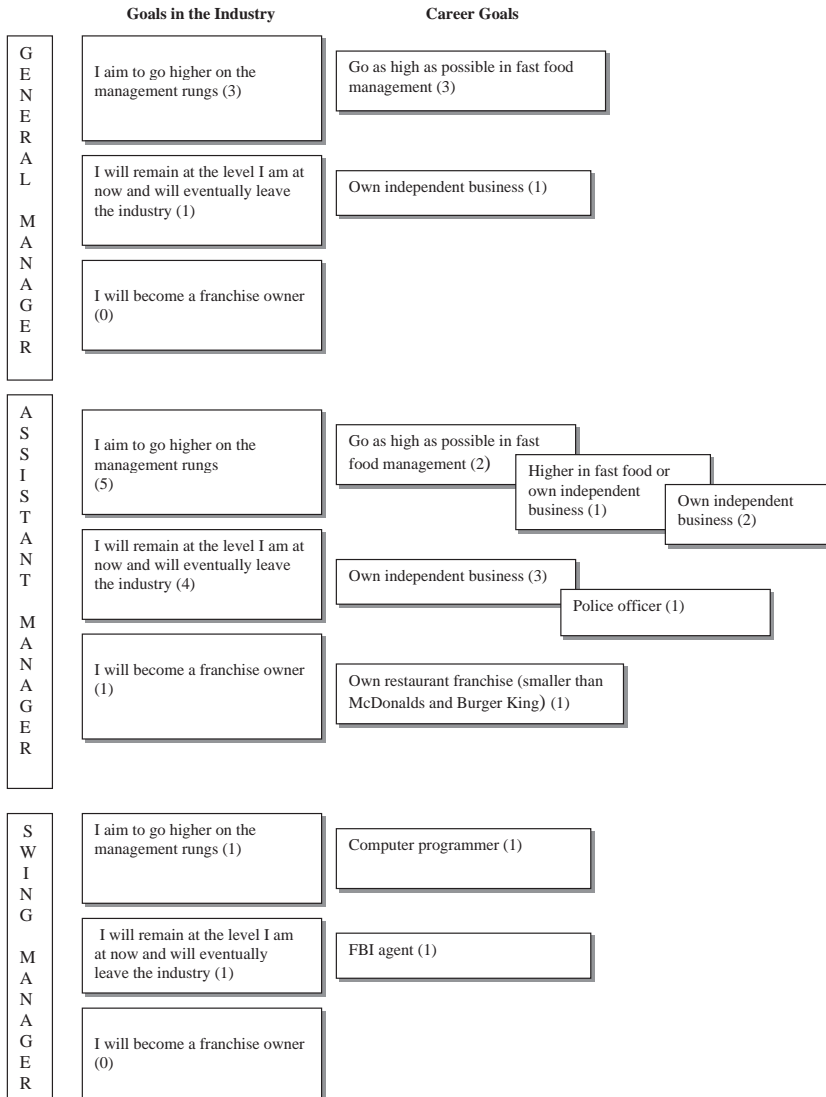 Goals in the Industry
Career Goals
GENERAL MANAGER
I aim to go higher on the
management rungs (3)
Go as high as possible in fast food
management (3)
I will remain at the level I am at
now and will eventually leave
the industry (1)
Own independent business (1)
I will become a franchise owner
(0)
ASSISTANT MANAGER
I aim to go higher on the
management rungs
(5)
Go as high as possible in fast
food management (2)
Higher in fast food or
own independent
business (1)
Own independent
business (2)
I will remain at the level I am at
now and will eventually leave
the industry (4)
Own independent business (3)
Police officer (1)
I will become a franchise owner
(1)
Own restaurant franchise (smaller than
McDonalds and Burger King) (1)
SWING MANAGER
I aim to go higher on the
management rungs (1)
Computer programmer (1)
I will remain at the level I am
at now and will eventually
leave the industry (1)
FBI agent (1)
I will become a franchise owner
(0)